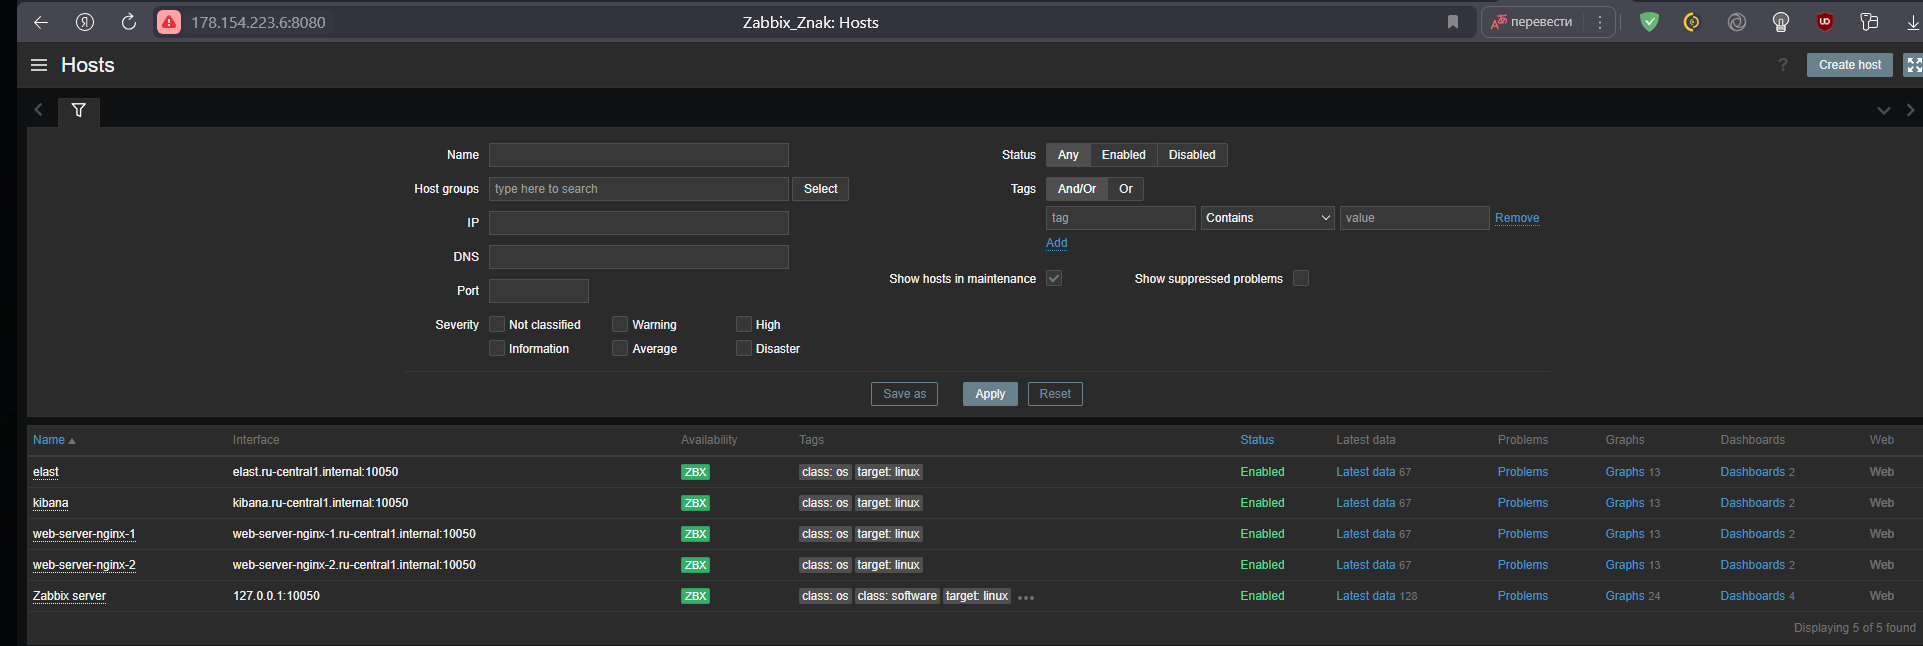 178.154.223.6:8080 Zabbix_Znak: Hosts перевести
Hosts ? Create host
Name Status Any Enabled Disabled
Host groups type here to search Select Tags And/Or Or
IP tag Contains value Remove
Add
DNS
Show hosts in maintenance Show suppressed problems
Port
Severity Not classified Warning High
Information Average Disaster
Save as Apply Reset
Name Interface Availability Tags Status Latest data Problems Graphs Dashboards Web
elast elast.ru-central1.internal:10050 ZBX class: os target: linux Enabled Latest data 67 Problems Graphs 13 Dashboards 2 Web
kibana kibana.ru-central1.internal:10050 ZBX class: os target: linux Enabled Latest data 67 Problems Graphs 13 Dashboards 2 Web
web-server-nginx-1 web-server-nginx-1.ru-central1.internal:10050 ZBX class: os target: linux Enabled Latest data 67 Problems Graphs 13 Dashboards 2 Web
web-server-nginx-2 web-server-nginx-2.ru-central1.internal:10050 ZBX class: os target: linux Enabled Latest data 67 Problems Graphs 13 Dashboards 2 Web
Zabbix server 127.0.0.1:10050 ZBX class: os class: software target: linux ••• Enabled Latest data 128 Problems Graphs 24 Dashboards 4 Web
Displaying 5 of 5 found